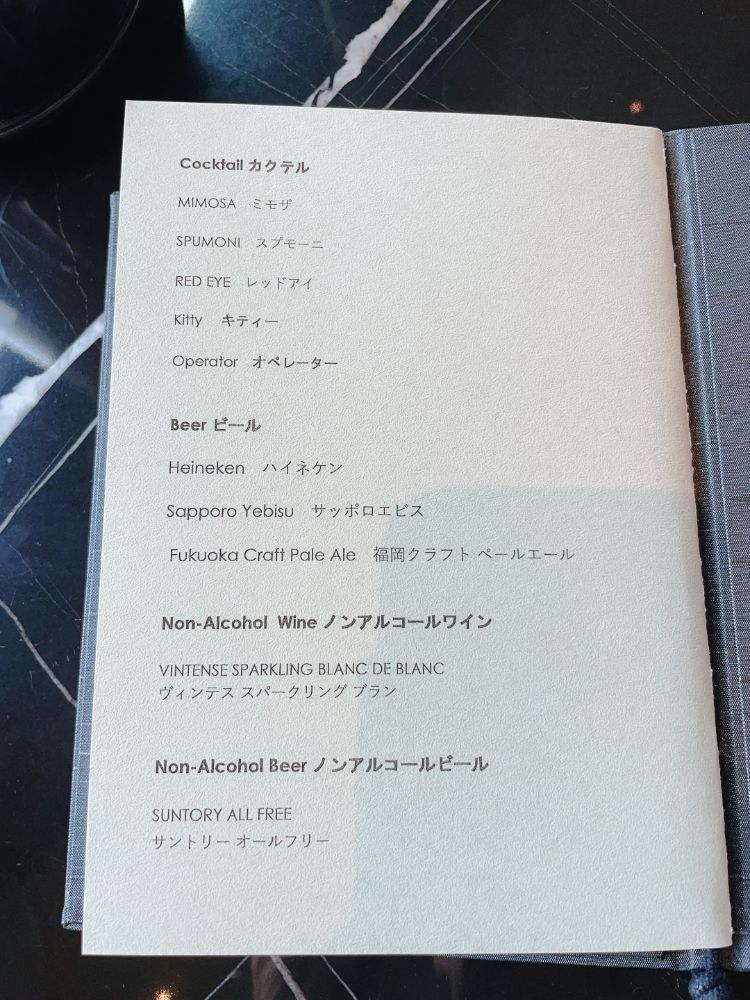 Cocktail カクテル
MIMOSA ミモザ
SPUMONI スプモーニ
RED EYE レッドアイ
Kitty キティー
Operator オペレーター
Beer ビール
Heineken ハイネケン
Sapporo Yebisu サッポロエビス
Fukuoka Craft Pale Ale 福岡クラフト ペールエール
Non-Alcohol Wine ノンアルコールワイン
VINTENSE SPARKLING BLANC DE BLANC
ヴィンテス スパークリング ブラン
Non-Alcohol Beer ノンアルコールビール
SUNTORY ALL FREE
サントリー オールフリー